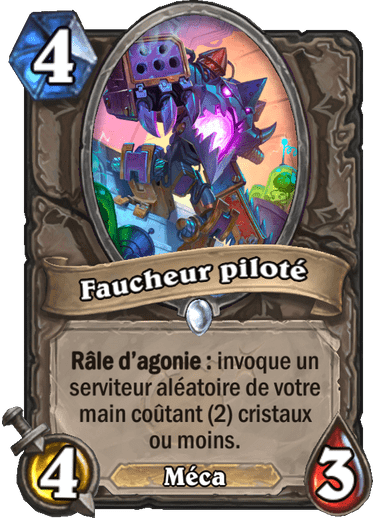 4
Faucheur piloté
Râle d’agonie : invoque un
serviteur aléatoire de votre
main coûtant (2) cristaux
ou moins.
4
Méca
3